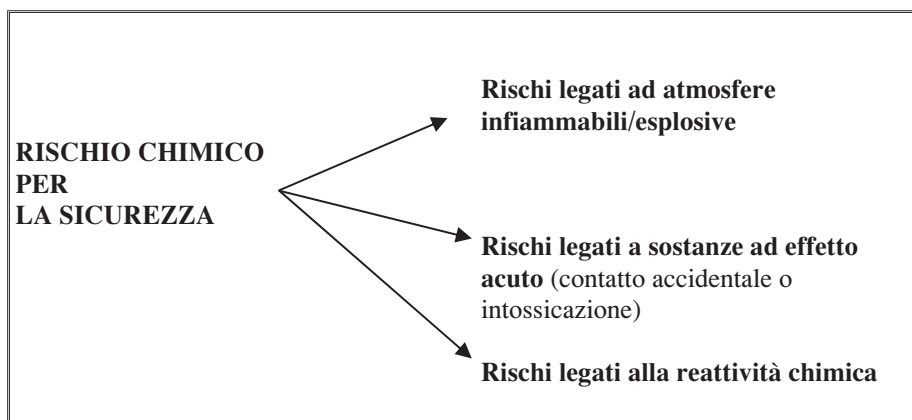 RISCHIO CHIMICO
PER
LA SICUREZZA
Rischi legati ad atmosfere
infiammabili/esplosive
Rischi legati a sostanze ad effetto
acuto (contatto accidentale o
intossicazione)
Rischi legati alla reattività chimica